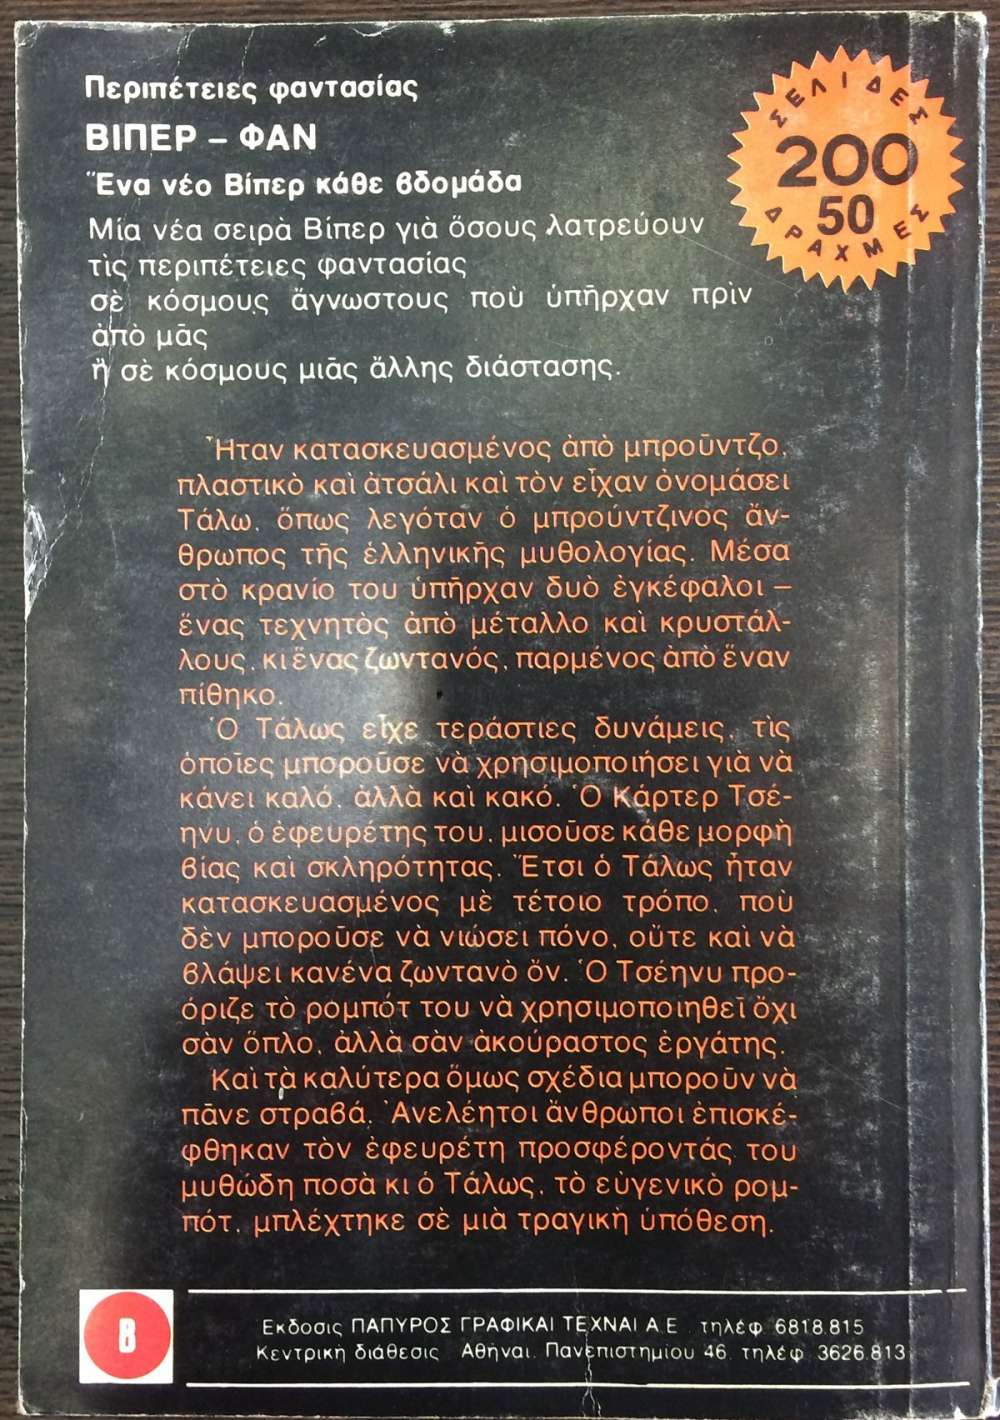 Περιπέτειες φαντασίας
ΒΙΠΕΡ – ΦΑΝ
Ἕνα νέο Βίπερ κάθε βδομάδα
Μία νέα σειρὰ Βίπερ γιὰ ὅσους λατρεύουν
τὶς περιπέτειες φαντασίας
σὲ κόσμους ἄγνωστους ποὺ ὑπῆρχαν πρὶν
ἀπὸ μᾶς
ἢ σὲ κόσμους μιᾶς ἄλλης διάστασης.
ΣΕΛΙΔΕΣ
200
50
ΔΡΑΧΜΕΣ
Ἦταν κατασκευασμένος ἀπὸ μπροῦντζο,
πλαστικὸ καὶ ἀτσάλι καὶ τὸν εἶχαν ὀνομάσει
Τάλω, ὅπως λεγόταν ὁ μπρούντζινος ἄν-
θρωπος τῆς ἑλληνικῆς μυθολογίας. Μέσα
στὸ κρανίο του ὑπῆρχαν δυὸ ἐγκέφαλοι –
ἕνας τεχνητὸς ἀπὸ μέταλλο καὶ κρυστάλ-
λους, κι ἕνας ζωντανός, παρμένος ἀπὸ ἕναν
πίθηκο.
Ὁ Τάλως εἶχε τεράστιες δυνάμεις, τὶς
ὁποῖες μποροῦσε νὰ χρησιμοποιήσει γιὰ νὰ
κάνει καλό, ἀλλὰ καὶ κακό. Ὁ Κάρτερ Τσέ-
ηνυ, ὁ ἐφευρέτης του, μισοῦσε κάθε μορφὴ
βίας καὶ σκληρότητας. Ἔτσι ὁ Τάλως ἦταν
κατασκευασμένος μὲ τέτοιο τρόπο, ποὺ
δὲν μποροῦσε νὰ νιώσει πόνο, οὔτε καὶ νὰ
βλάψει κανένα ζωντανὸ ὄν. Ὁ Τσέηνυ προ-
όριζε τὸ ρομπότ του νὰ χρησιμοποιηθεῖ ὄχι
σὰν ὅπλο, ἀλλὰ σὰν ἀκούραστος ἐργάτης.
Καὶ τὰ καλύτερα ὅμως σχέδια μποροῦν νὰ
πᾶνε στραβά. Ἀνελέητοι ἄνθρωποι ἐπισκέ-
φθηκαν τὸν ἐφευρέτη προσφέροντάς του
μυθώδη ποσὰ κι ὁ Τάλως, τὸ εὐγενικὸ ρομ-
πότ, μπλέχτηκε σὲ μιὰ τραγικὴ ὑπόθεση.
8
Εκδοσις ΠΑΠΥΡΟΣ ΓΡΑΦΙΚΑΙ ΤΕΧΝΑΙ Α.Ε. τηλέφ. 6818.815
Κεντρική διάθεσις Αθήναι, Πανεπιστημίου 46, τηλέφ. 3626.813